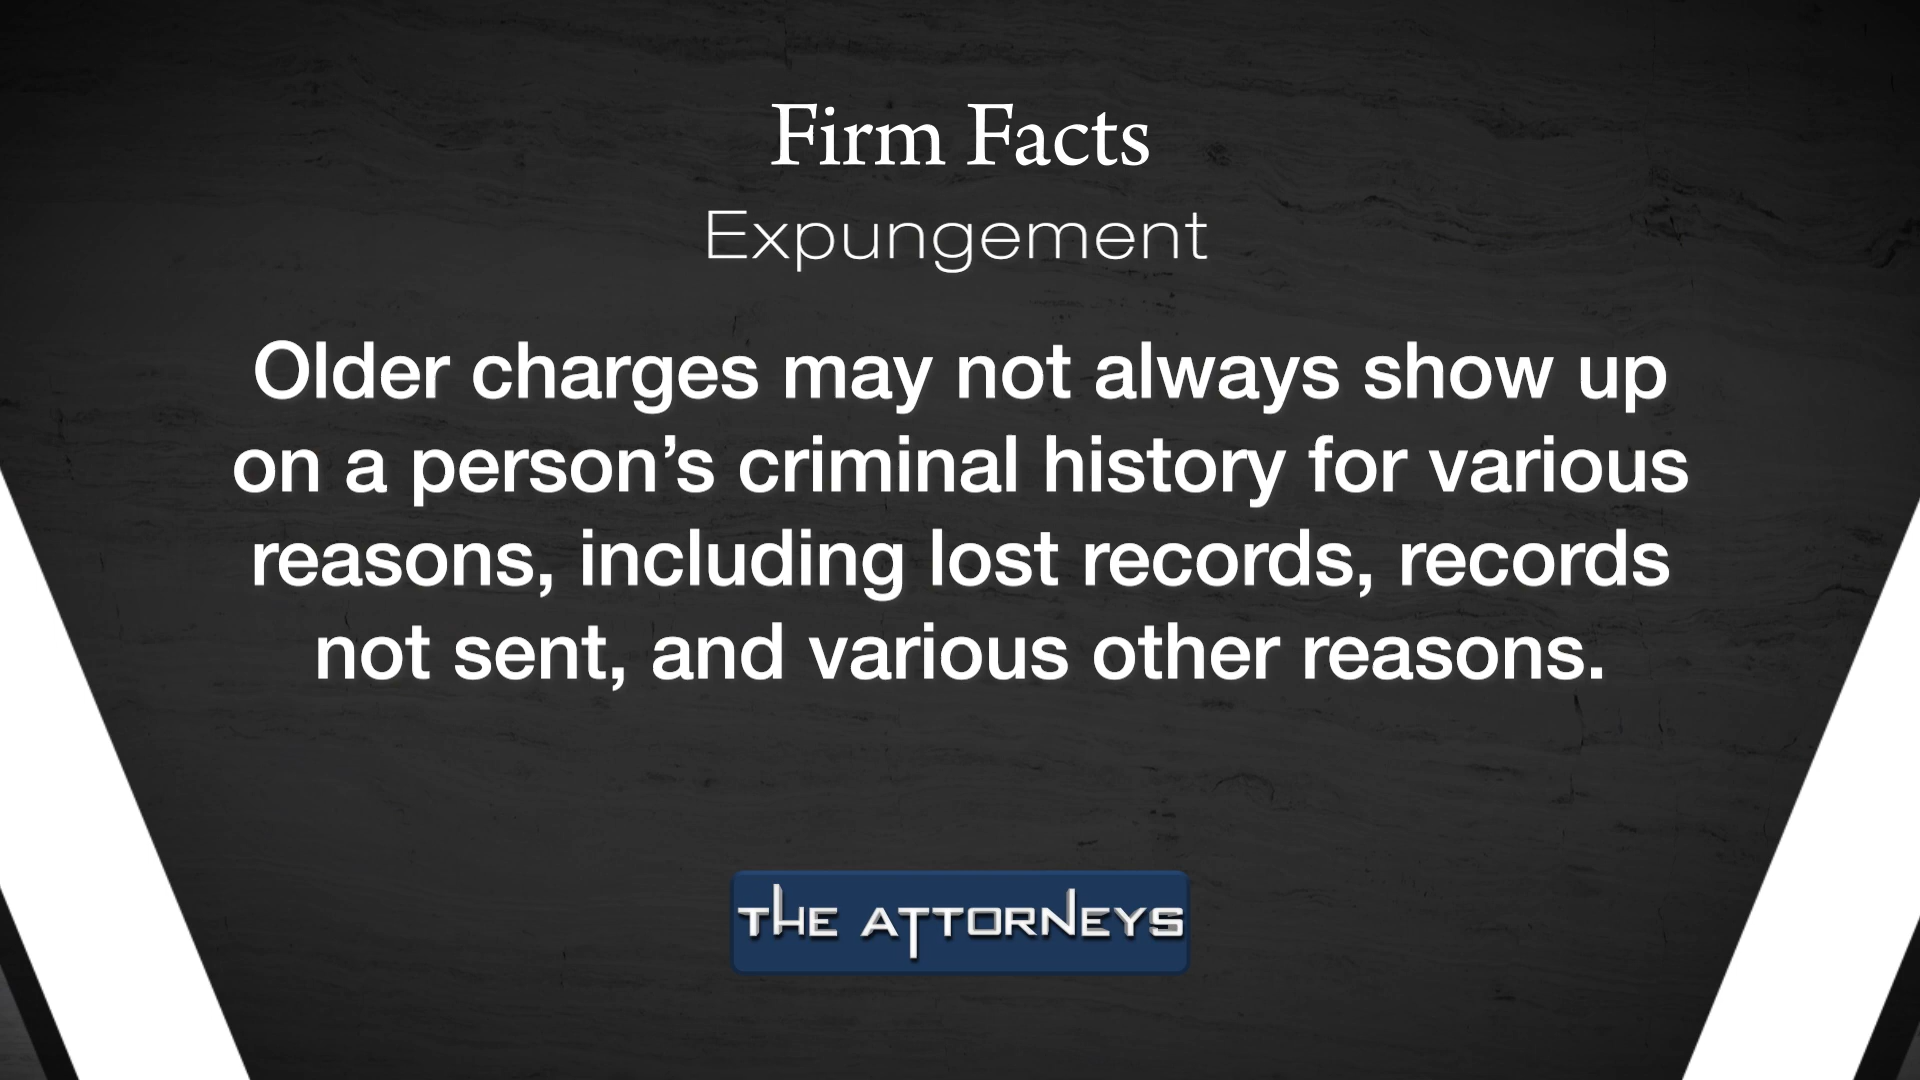 Firm Facts
Expungement
Older charges may not always show up
on a person’s criminal history for various
reasons, including lost records, records
not sent, and various other reasons.
THE ATTORNEYS